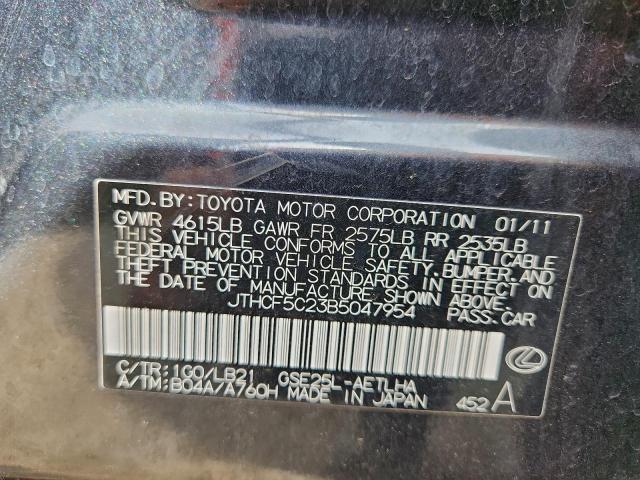 MFD. BY: TOYOTA MOTOR CORPORATION 01/11
GVWR 4615LB GAWR FR 2575LB RR 2535LB
THIS VEHICLE CONFORMS TO ALL APPLICABLE
FEDERAL MOTOR VEHICLE SAFETY, BUMPER, AND
THEFT PREVENTION STANDARDS IN EFFECT ON
THE DATE OF MANUFACTURE SHOWN ABOVE.
JTHCF5C23B5047954 PASS. CAR
C/TR: 1G0/LB21 GSE25L-AETLHA
A/TM: B04A/A760H MADE IN JAPAN 452 A